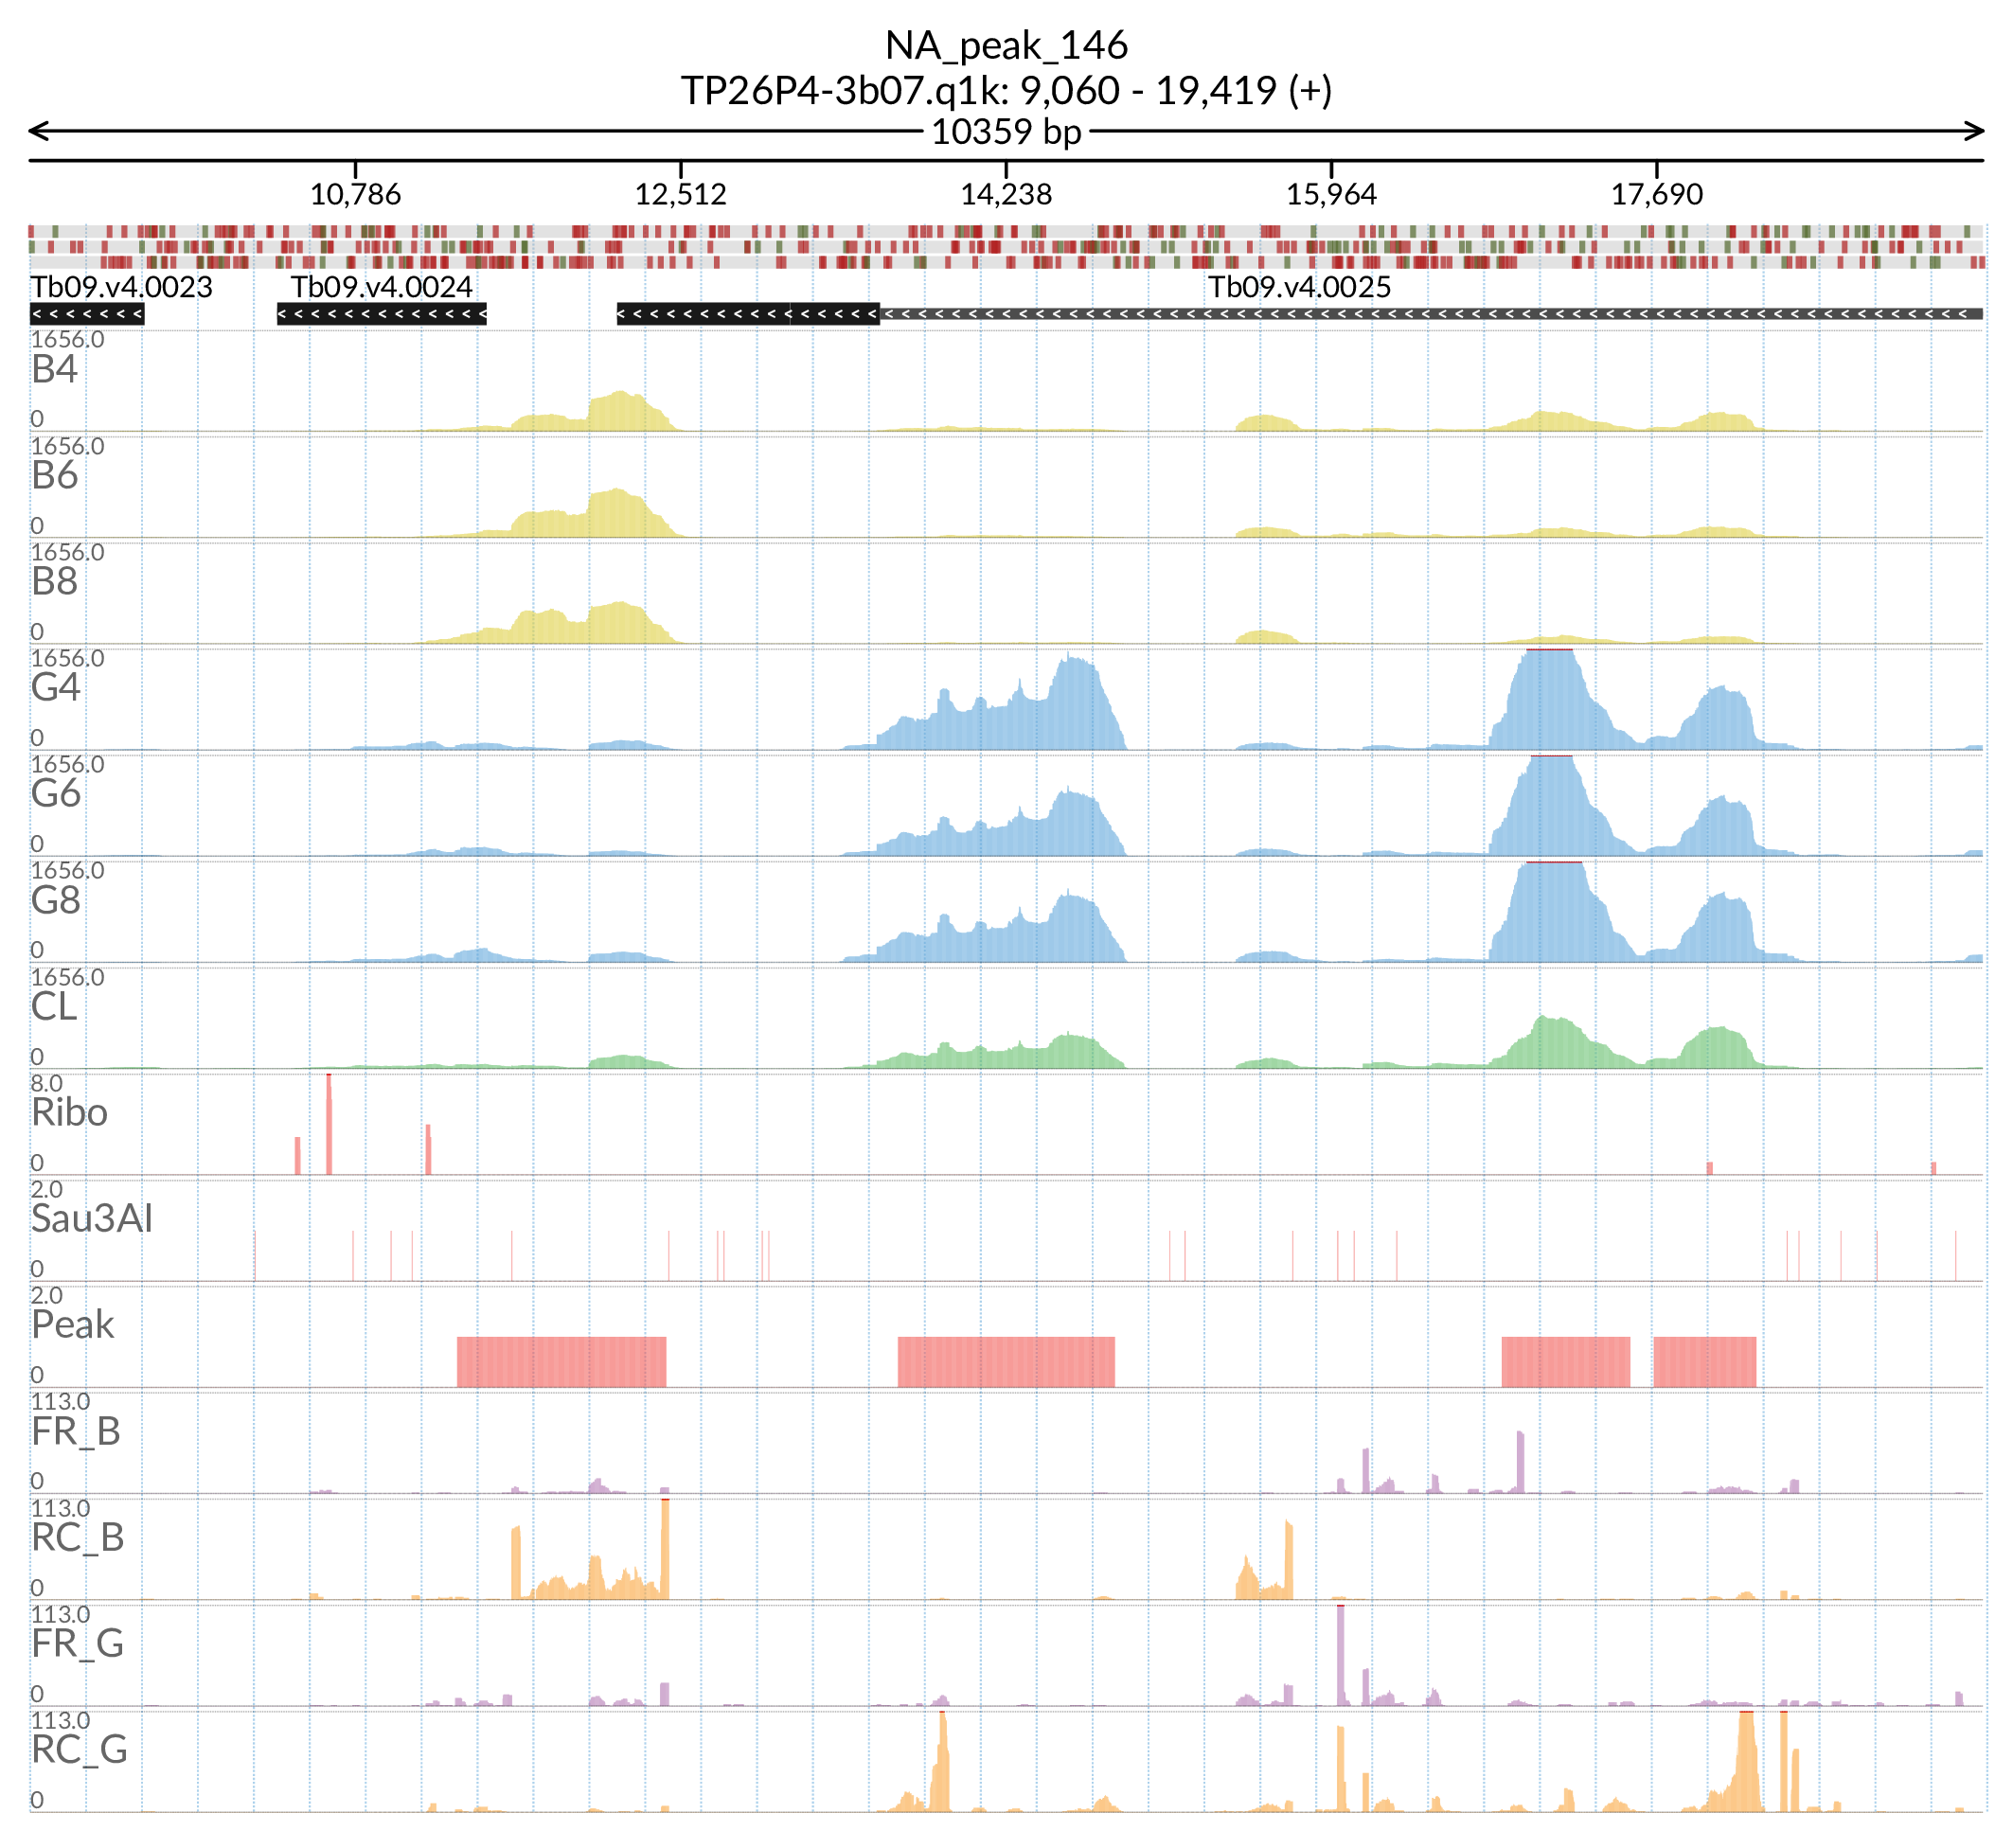 NA_peak_146
TP26P4-3b07.q1k: 9,060 - 19,419 (+)
10359 bp
10,786 12,512 14,238 15,964 17,690
Tb09.v4.0023 Tb09.v4.0024 Tb09.v4.0025
1656.0
B4
0
1656.0
B6
0
1656.0
B8
0
1656.0
G4
0
1656.0
G6
0
1656.0
G8
0
1656.0
CL
0
8.0
Ribo
0
2.0
Sau3AI
0
2.0
Peak
0
113.0
FR_B
0
113.0
RC_B
0
113.0
FR_G
0
113.0
RC_G
0